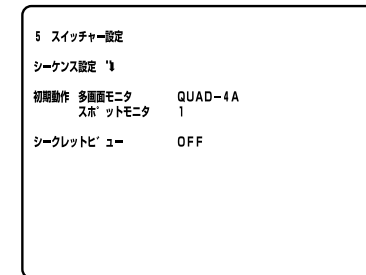 5 スイッチャー設定
シーケンス設定
初期動作 多画面モニタ QUAD-4A
スポットモニタ 1
シークレットビュー OFF